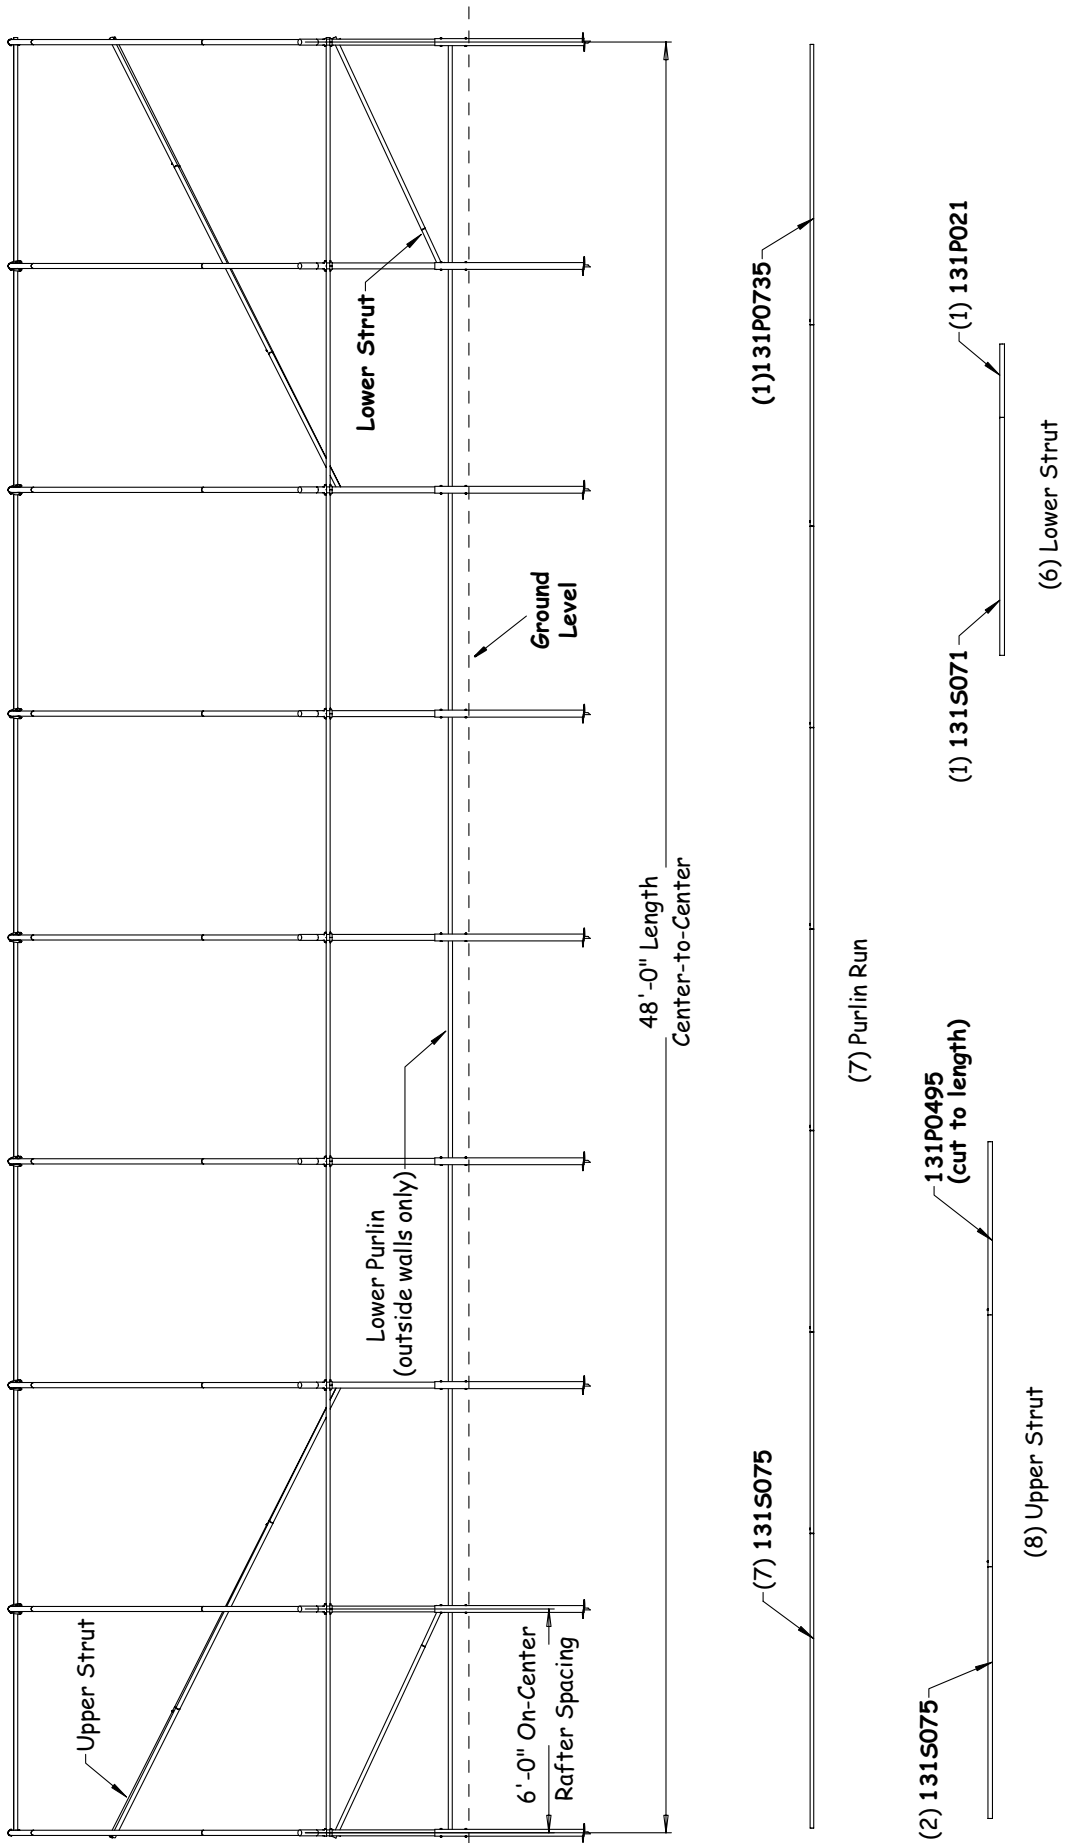 Upper Strut
Lower Strut
Ground
Level
Lower Purlin
(outside walls only)
6'-0" On-Center
Rafter Spacing
48'-0" Length
Center-to-Center
(7) 131S075
(1)131P0735
(7) Purlin Run
(2) 131S075
131P0495
(cut to length)
(8) Upper Strut
(1) 131S071
(1) 131P021
(6) Lower Strut